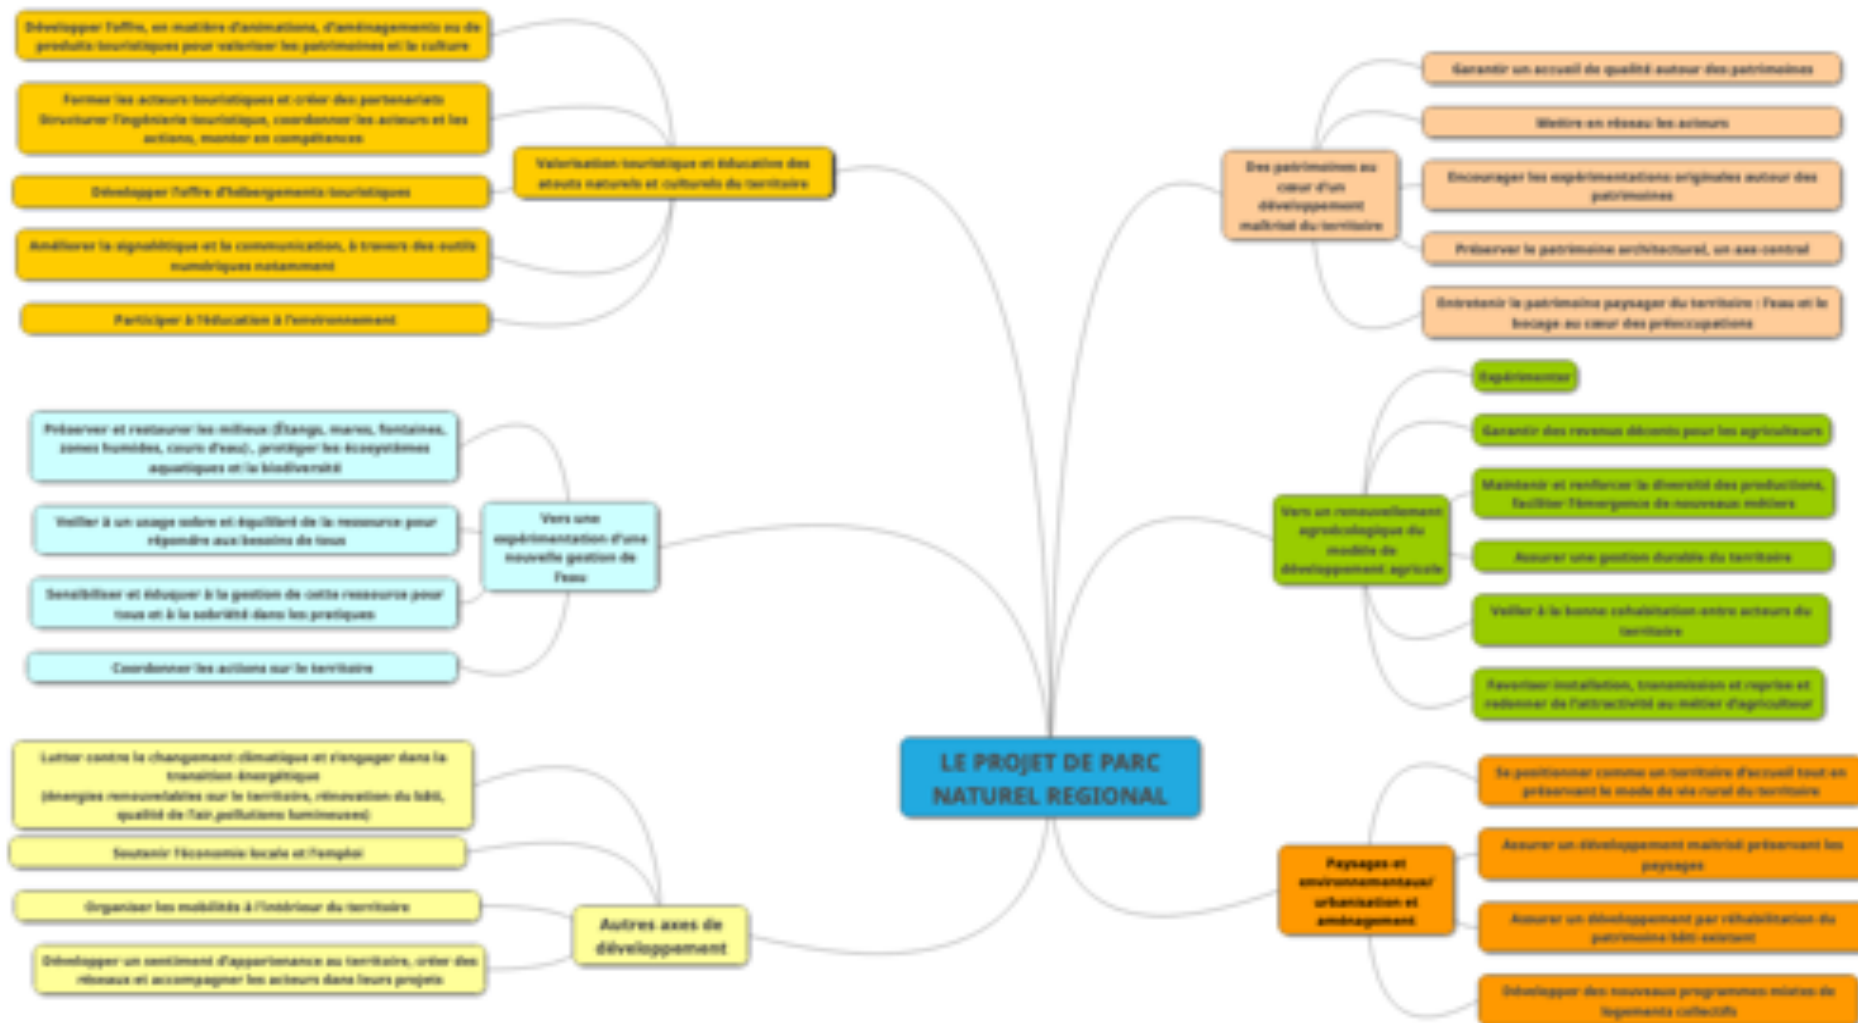 Développer l'offre, en matière d'animations, d'aménagements ou de
produits touristiques pour valoriser les patrimoines et la culture
Former les acteurs touristiques et créer des partenariats
Structurer l'ingénierie touristique, coordonner les acteurs et les
actions, monter en compétences
Développer l'offre d'hébergements touristiques
Améliorer la signalétique et la communication, à travers des outils
numériques notamment
Participer à l'éducation à l'environnement
Valorisation touristique et éducative des
atouts naturels et culturels du territoire
Garantir un accueil de qualité autour des patrimoines
Mettre en réseau les acteurs
Encourager les expérimentations originales autour des
patrimoines
Préserver le patrimoine architectural, un axe central
Entretenir le patrimoine paysager du territoire : l'eau et le
bocage au cœur des préoccupations
Des patrimoines au
cœur d'un
développement
maîtrisé du territoire
Préserver et restaurer les milieux (Étangs, mares, fontaines,
zones humides, cours d'eau), protéger les écosystèmes
aquatiques et la biodiversité
Veiller à un usage sobre et équilibré de la ressource pour
répondre aux besoins de tous
Sensibiliser et éduquer à la gestion de cette ressource pour
tous et à la sobriété dans les pratiques
Coordonner les actions sur le territoire
Vers une
expérimentation d'une
nouvelle gestion de
l'eau
Expérimenter
Garantir des revenus décents pour les agriculteurs
Maintenir et renforcer la diversité des productions,
faciliter l'émergence de nouveaux métiers
Assurer une gestion durable du territoire
Veiller à la bonne cohabitation entre acteurs du
territoire
Favoriser installation, transmission et reprise et
redonner de l'attractivité au métier d'agriculteur
Vers un renouvellement
agroécologique du
modèle de
développement agricole
LE PROJET DE PARC
NATUREL REGIONAL
Lutter contre le changement climatique et s'engager dans la
transition énergétique
(énergies renouvelables sur le territoire, rénovation du bâti,
qualité de l'air,pollutions lumineuses)
Soutenir l'économie locale et l'emploi
Organiser les mobilités à l'intérieur du territoire
Développer un sentiment d'appartenance au territoire, créer des
réseaux et accompagner les acteurs dans leurs projets
Autres axes de
développement
Se positionner comme un territoire d'accueil tout en
préservant le mode de vie rural du territoire
Assurer un développement maitrisé préservant les
paysages
Assurer un développement par réhabilitation du
patrimoine bâti existant
Développer des nouveaux programmes mixtes de
logements collectifs
Paysages et
environnementaux/
urbanisation et
aménagement